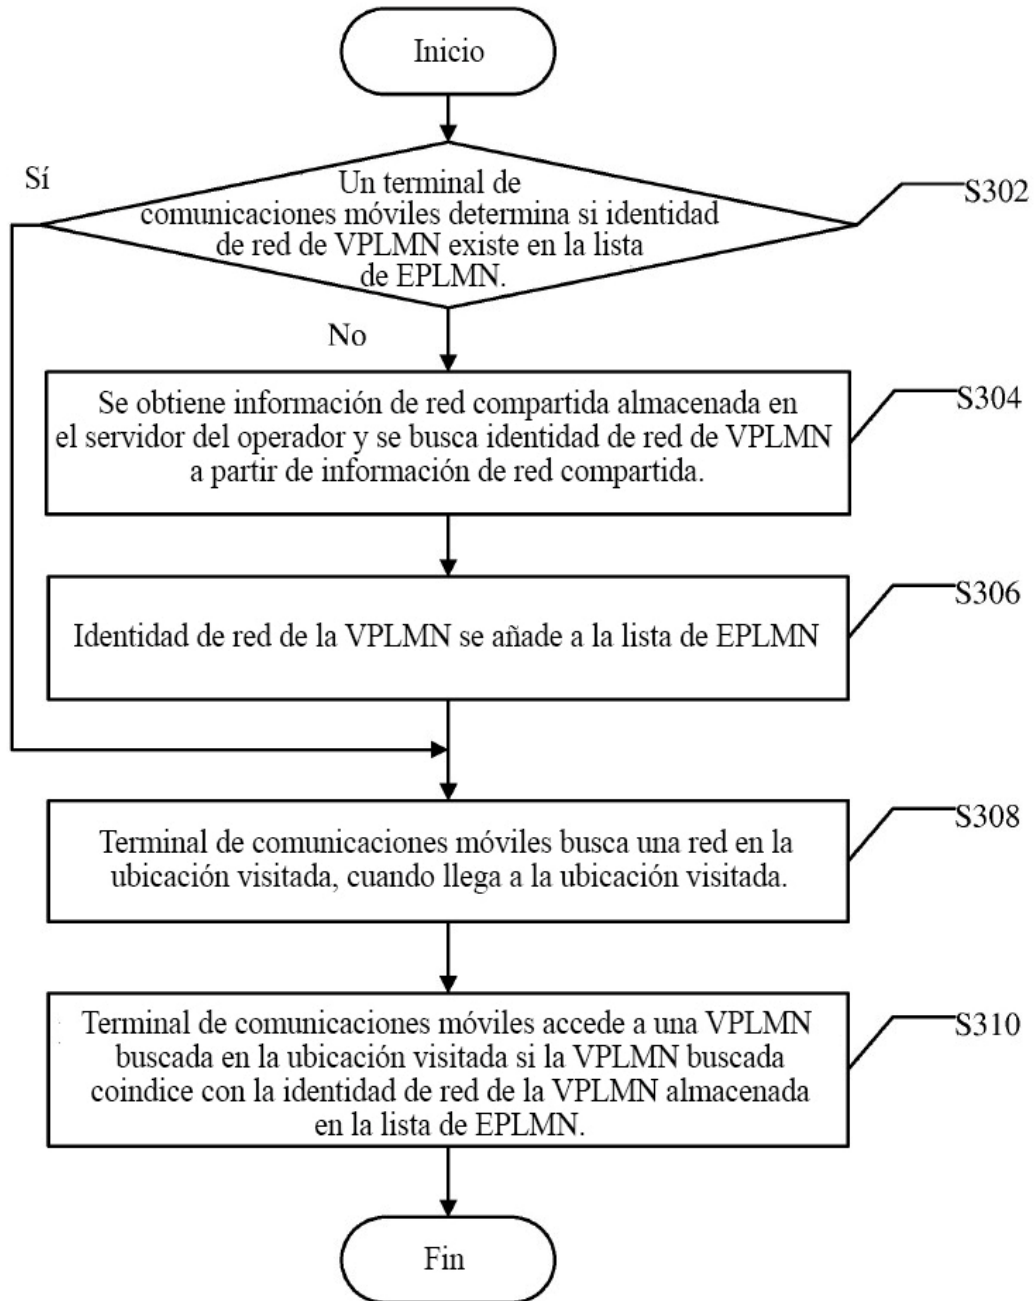 Inicio
Sí
Un terminal de
comunicaciones móviles determina si identidad
de red de VPLMN existe en la lista
de EPLMN.
S302
No
Se obtiene información de red compartida almacenada en
el servidor del operador y se busca identidad de red de VPLMN
a partir de información de red compartida.
S304
Identidad de red de la VPLMN se añade a la lista de EPLMN
S306
Terminal de comunicaciones móviles busca una red en la
ubicación visitada, cuando llega a la ubicación visitada.
S308
Terminal de comunicaciones móviles accede a una VPLMN
buscada en la ubicación visitada si la VPLMN buscada
coindice con la identidad de red de la VPLMN almacenada
en la lista de EPLMN.
S310
Fin